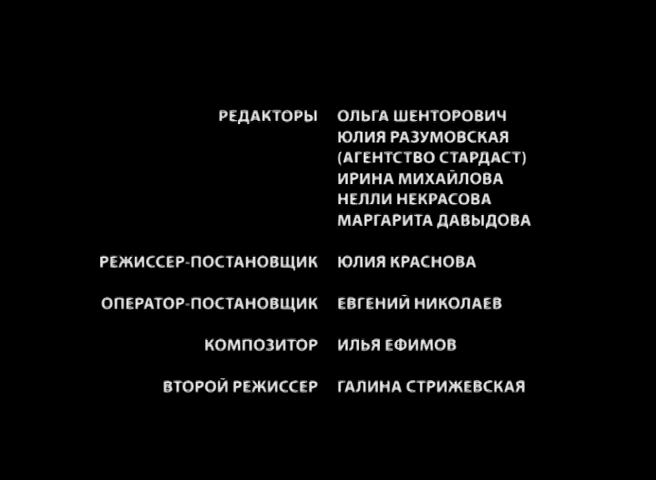 РЕДАКТОРЫ ОЛЬГА ШЕНТОРОВИЧ
ЮЛИЯ РАЗУМОВСКАЯ
(АГЕНТСТВО СТАРДАСТ)
ИРИНА МИХАЙЛОВА
НЕЛЛИ НЕКРАСОВА
МАРГАРИТА ДАВЫДОВА
РЕЖИССЕР-ПОСТАНОВЩИК ЮЛИЯ КРАСНОВА
ОПЕРАТОР-ПОСТАНОВЩИК ЕВГЕНИЙ НИКОЛАЕВ
КОМПОЗИТОР ИЛЬЯ ЕФИМОВ
ВТОРОЙ РЕЖИССЕР ГАЛИНА СТРИЖЕВСКАЯ